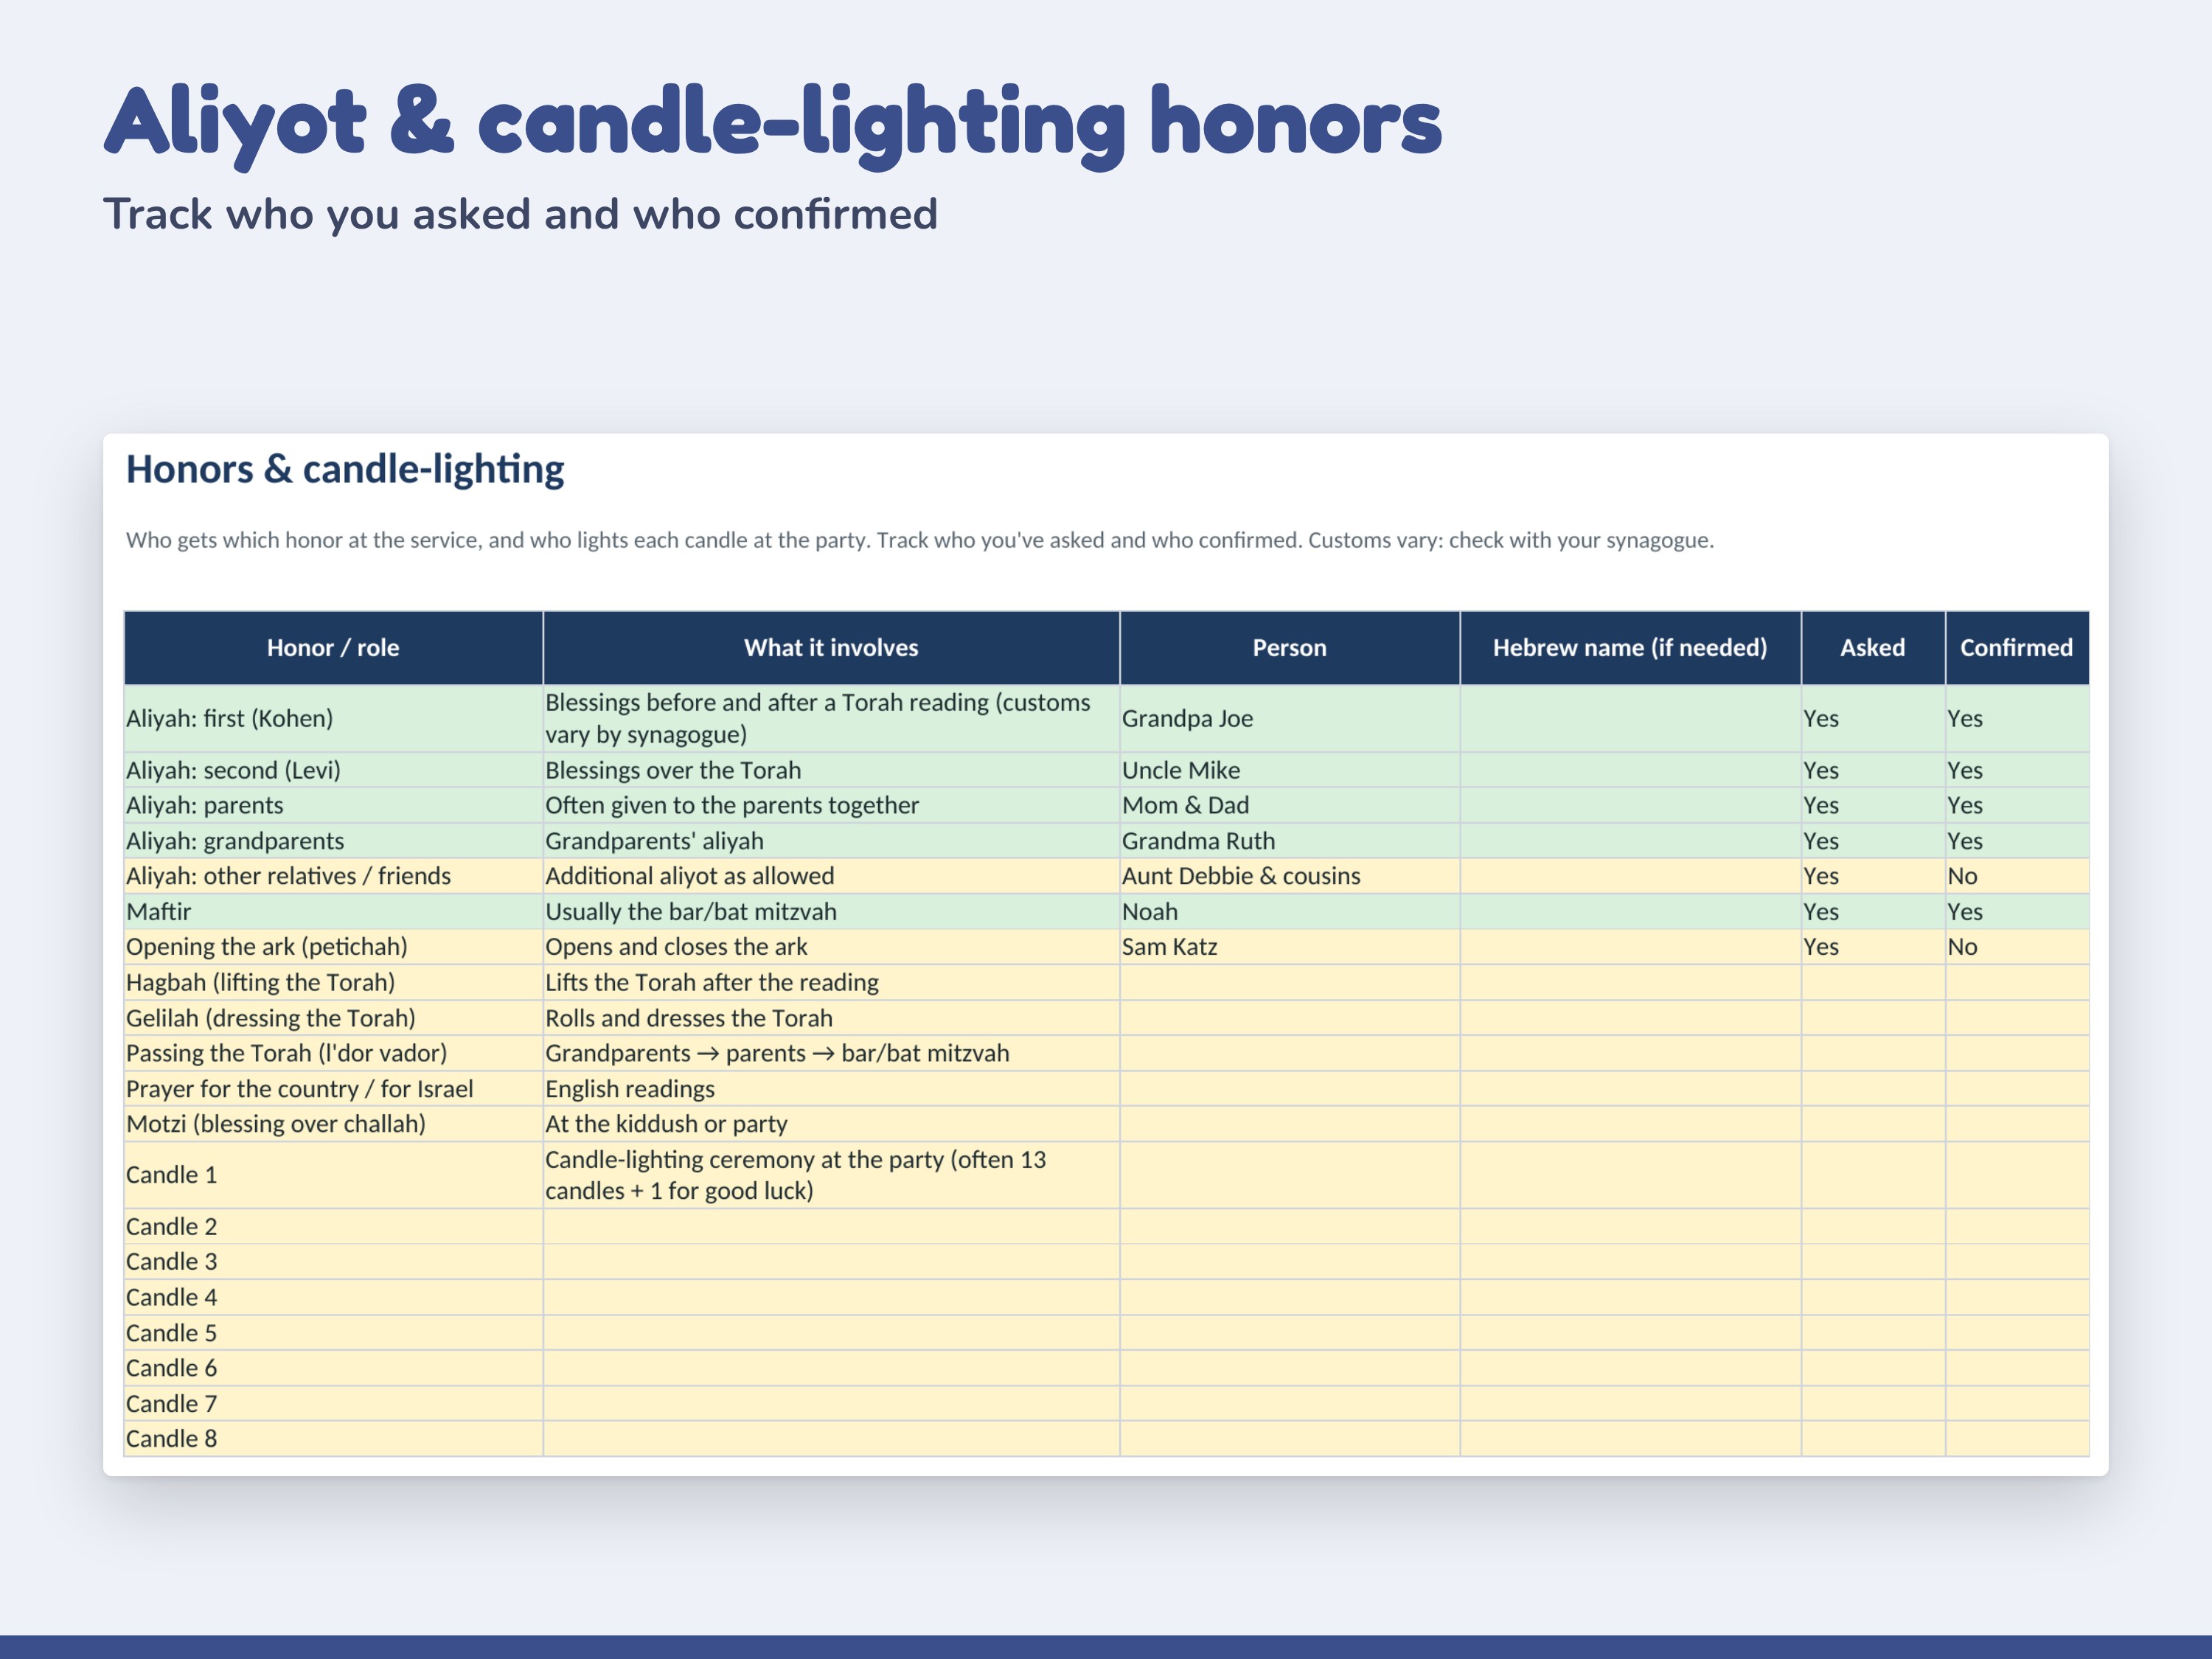 Aliyot & candle-lighting honors
Track who you asked and who confirmed
Honors & candle-lighting
Who gets which honor at the service, and who lights each candle at the party. Track who you've asked and who confirmed. Customs vary: check with your synagogue.
Honor / role What it involves Person Hebrew name (if needed) Asked Confirmed
Aliyah: first (Kohen) Blessings before and after a Torah reading (customs vary by synagogue) Grandpa Joe Yes Yes
Aliyah: second (Levi) Blessings over the Torah Uncle Mike Yes Yes
Aliyah: parents Often given to the parents together Mom & Dad Yes Yes
Aliyah: grandparents Grandparents' aliyah Grandma Ruth Yes Yes
Aliyah: other relatives / friends Additional aliyot as allowed Aunt Debbie & cousins Yes No
Maftir Usually the bar/bat mitzvah Noah Yes Yes
Opening the ark (petichah) Opens and closes the ark Sam Katz Yes No
Hagbah (lifting the Torah) Lifts the Torah after the reading
Gelilah (dressing the Torah) Rolls and dresses the Torah
Passing the Torah (l'dor vador) Grandparents → parents → bar/bat mitzvah
Prayer for the country / for Israel English readings
Motzi (blessing over challah) At the kiddush or party
Candle 1 Candle-lighting ceremony at the party (often 13 candles + 1 for good luck)
Candle 2
Candle 3
Candle 4
Candle 5
Candle 6
Candle 7
Candle 8